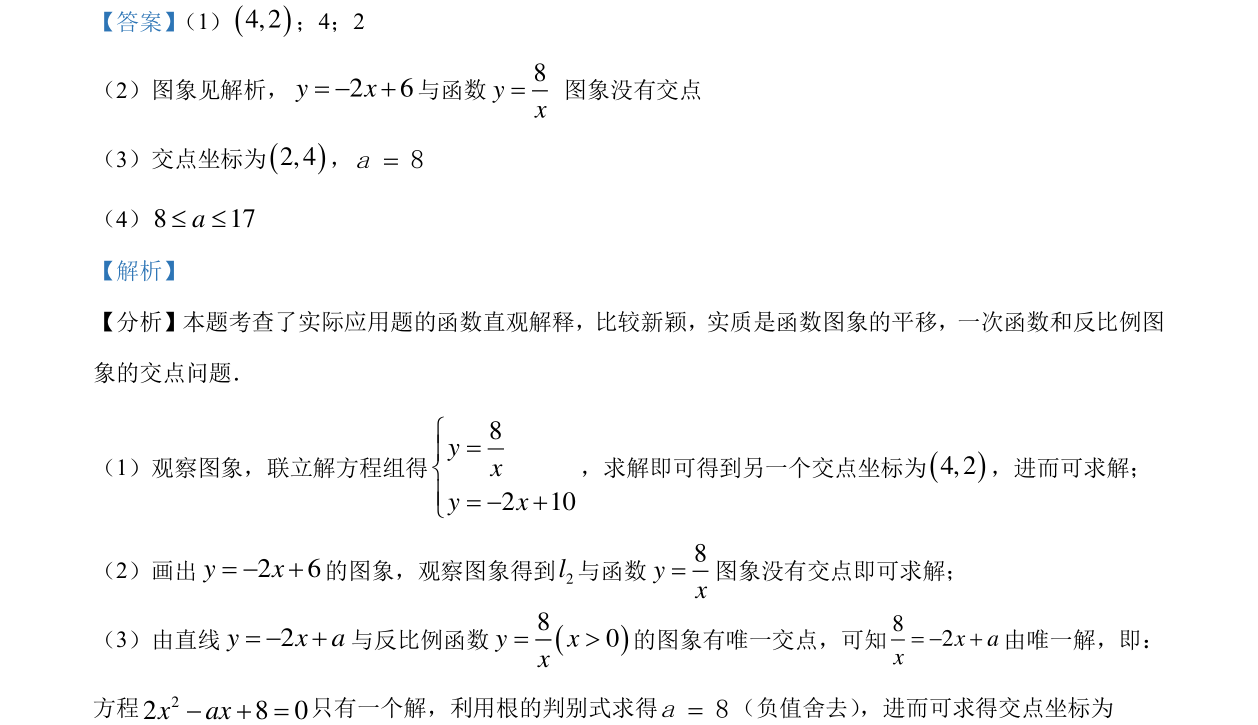 【答案】（1）(4,2)；4；2
（2）图象见解析，y=−2x+6与函数y=8/x 图象没有交点
（3）交点坐标为(2,4)，a = 8
（4）8≤a≤17
【解析】
【分析】本题考查了实际应用题的函数直观解释，比较新颖，实质是函数图象的平移，一次函数和反比例图
象的交点问题．
（1）观察图象，联立解方程组得{y=8/x，y=−2x+10，求解即可得到另一个交点坐标为(4,2)，进而可求解；
（2）画出y=−2x+6的图象，观察图象得到l₂与函数y=8/x图象没有交点即可求解；
（3）由直线y=−2x+a与反比例函数y=8/x(x>0)的图象有唯一交点，可知8/x=−2x+a由唯一解，即：
方程2x²−ax+8=0只有一个解，利用根的判别式求得a = 8（负值舍去），进而可求得交点坐标为